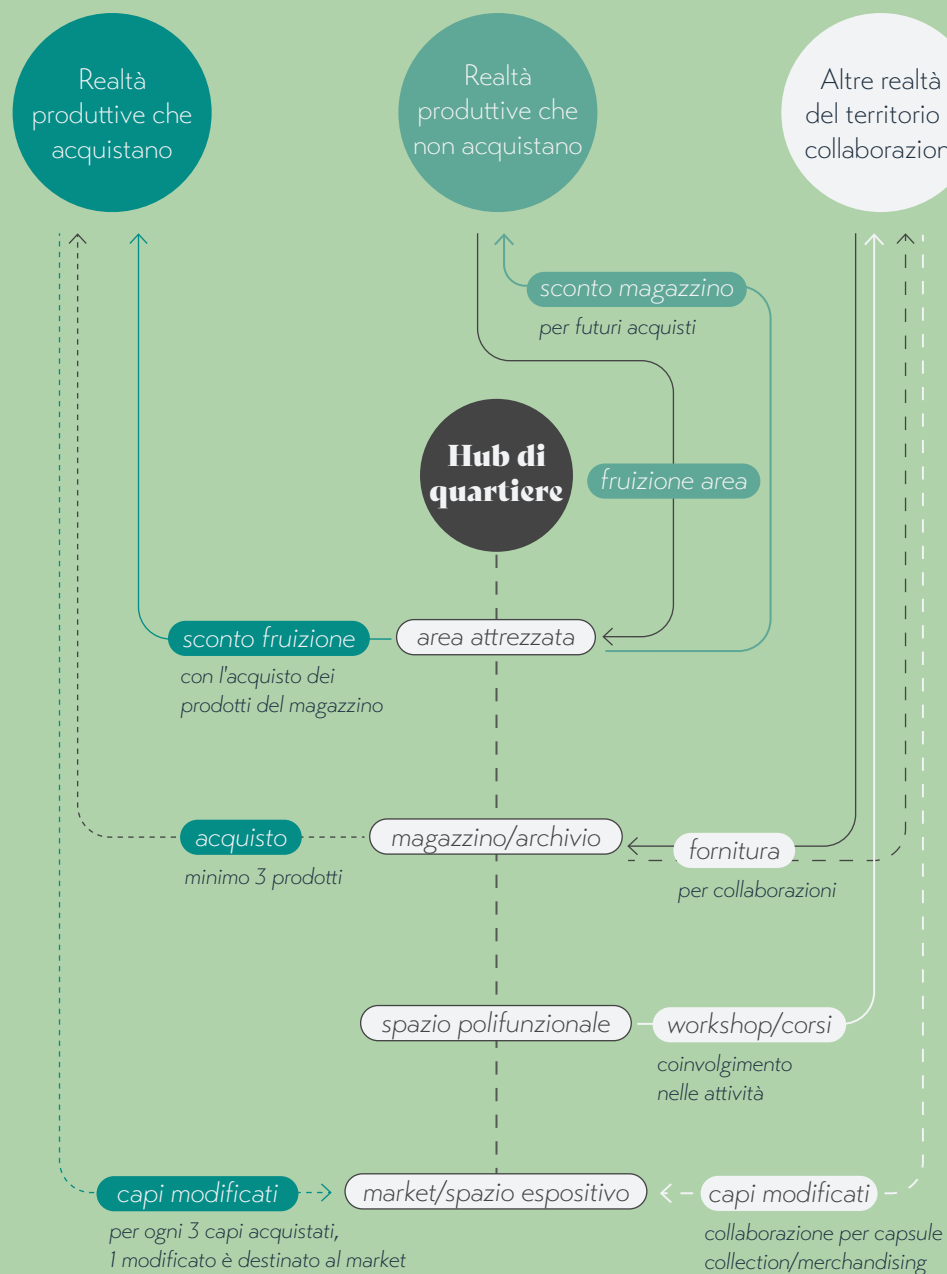 Realtà
produttive che
acquistano
Realtà
produttive che
non acquistano
Altre realtà
del territorio
collaborazion
sconto magazzino
per futuri acquisti
Hub di
quartiere
fruizione area
sconto fruizione
area attrezzata
con l'acquisto dei
prodotti del magazzino
acquisto
magazzino/archivio
fornitura
minimo 3 prodotti
per collaborazioni
spazio polifunzionale
workshop/corsi
coinvolgimento
nelle attività
capi modificati
market/spazio espositivo
capi modificati
per ogni 3 capi acquistati,
1 modificato è destinato al market
collaborazione per capsule
collection/merchandising